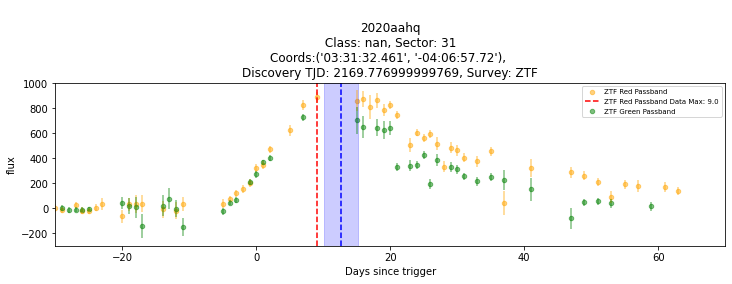 2020aahq
Class: nan, Sector: 31
Coords:('03:31:32.461', '-04:06:57.72'),
Discovery TJD: 2169.776999999769, Survey: ZTF
1000
800
600
400
200
0
−200
flux
ZTF Red Passband
ZTF Red Passband Data Max: 9.0
ZTF Green Passband
−20 0 20 40 60
Days since trigger